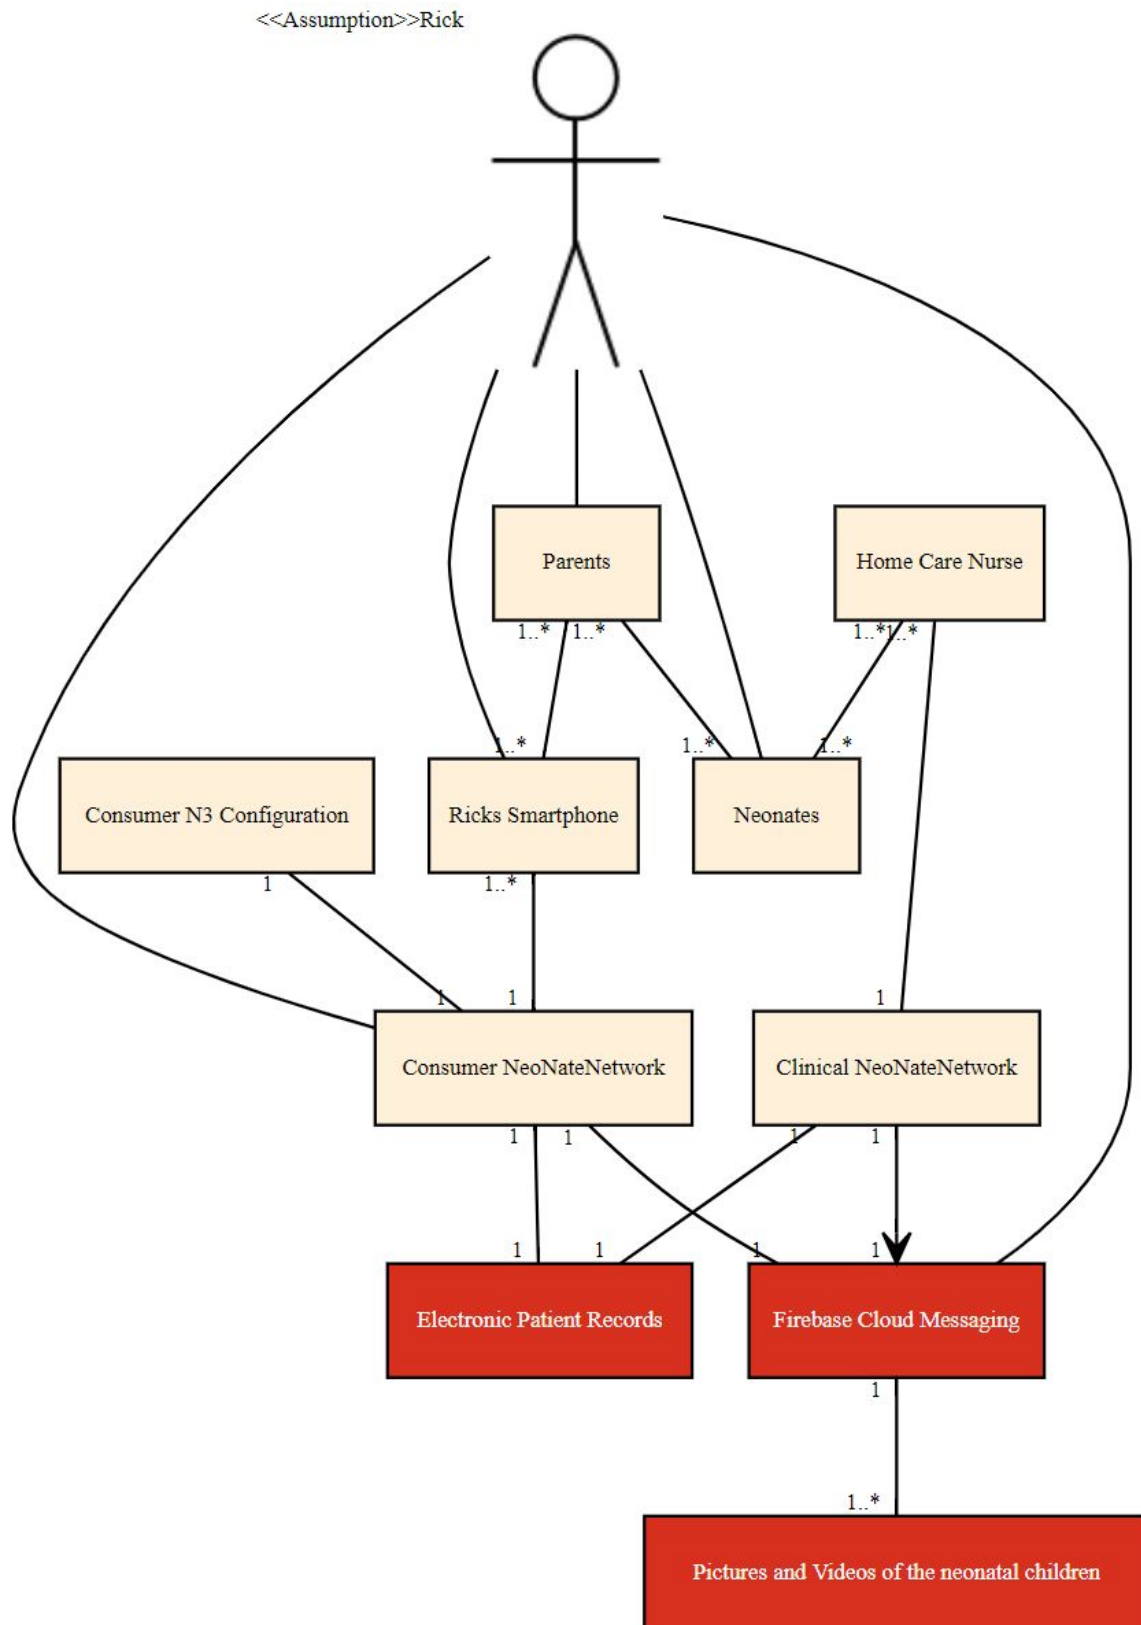 <<Assumption>>Rick
Parents
Home Care Nurse
1..* 1..*
1..*1..*
1..*
1..*
1..*
Consumer N3 Configuration
Ricks Smartphone
Neonates
1
1..*
1
1
1
Consumer NeoNateNetwork
Clinical NeoNateNetwork
1
1
1
1
1
1
1
1
Electronic Patient Records
Firebase Cloud Messaging
1
1..*
Pictures and Videos of the neonatal children